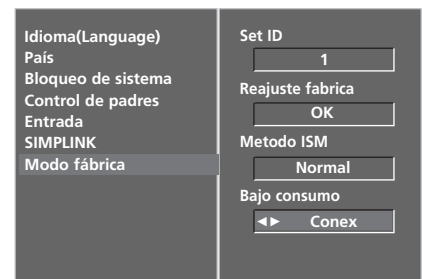 Idioma(Language)
País
Bloqueo de sistema
Control de padres
Entrada
SIMPLINK
Modo fábrica
Set ID
1
Reajuste fabrica
OK
Metodo ISM
Normal
Bajo consumo
◄► Conex